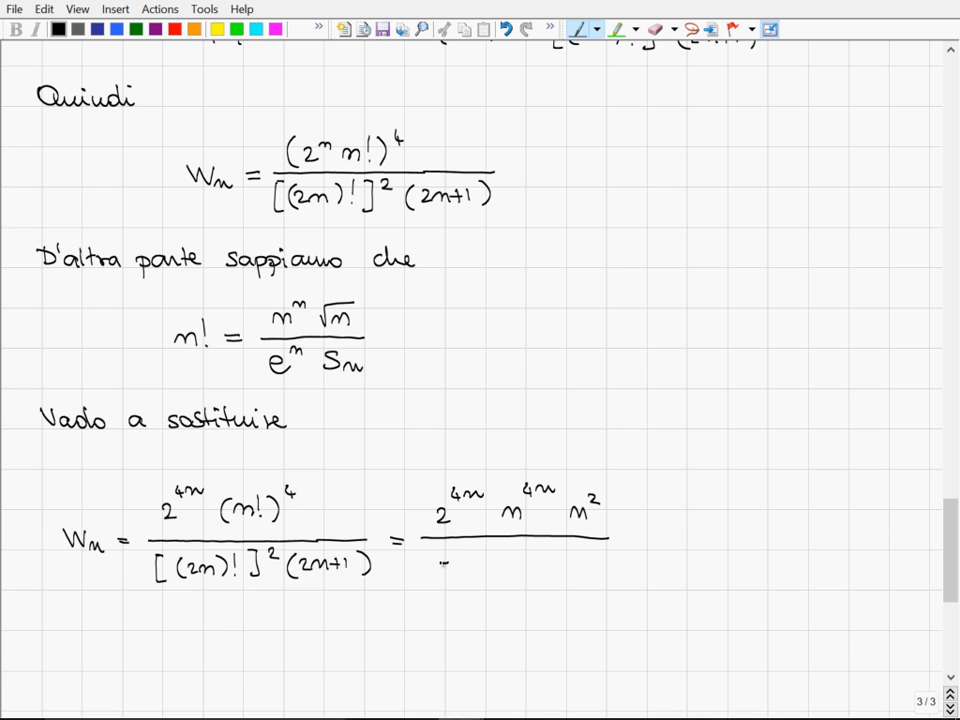 File Edit View Insert Actions Tools Help
B I
Quindi
Wn = (2^n n!)^4 / [(2n)!]^2 (2n+1)
D'altra parte sappiamo che
n! = n^n √n / e^n Sn
Vado a sostituire
Wn = 2^4n (n!)^4 / [(2n)!]^2 (2n+1) = 2^4n n^4n n^2 /
3 / 3